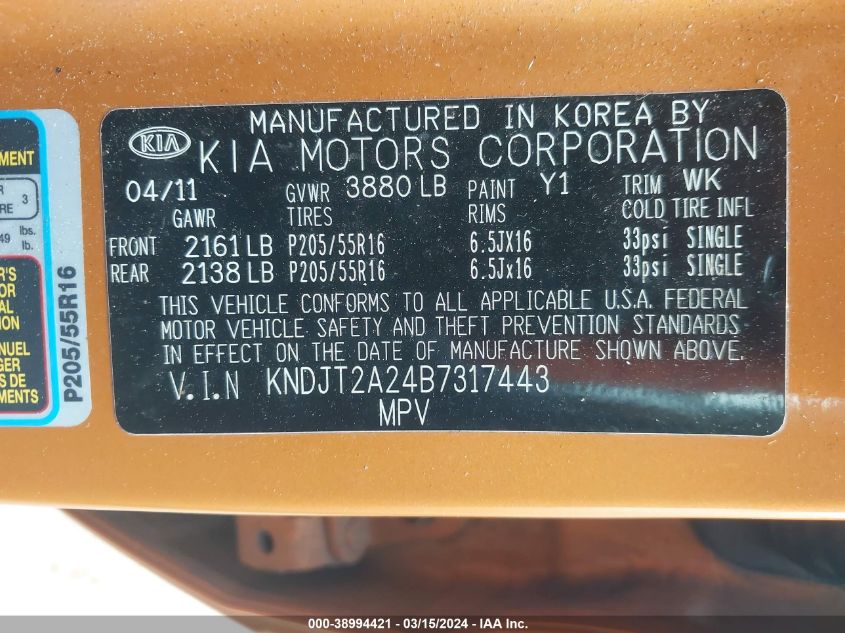 MANUFACTURED IN KOREA BY
KIA KIA MOTORS CORPORATION
04/11 GVWR 3880 LB PAINT Y1 TRIM WK
GAWR TIRES RIMS COLD TIRE INFL
FRONT 2161 LB P205/55R16 6.5JX16 33psi SINGLE
REAR 2138 LB P205/55R16 6.5Jx16 33psi SINGLE
THIS VEHICLE CONFORMS TO ALL APPLICABLE U.S.A. FEDERAL
MOTOR VEHICLE SAFETY AND THEFT PREVENTION STANDARDS
IN EFFECT ON THE DATE OF MANUFACTURE SHOWN ABOVE.
V.I.N KNDJT2A24B7317443
MPV
3
lbs.
lb.
P205/55R16
000-38994421 - 03/15/2024 - IAA Inc.